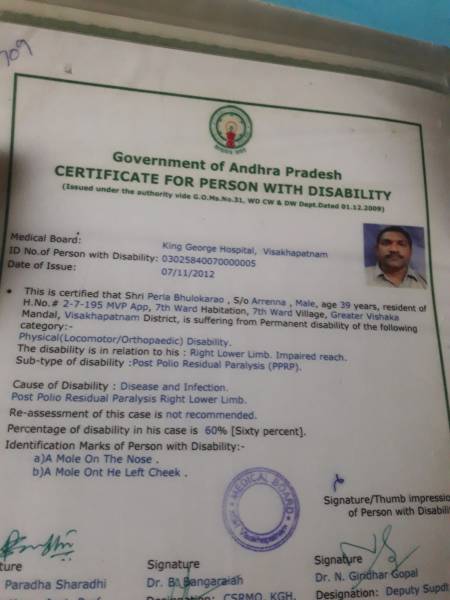 709
Government of Andhra Pradesh
CERTIFICATE FOR PERSON WITH DISABILITY
(Issued under the authority vide G.O.Ms.No.31, WD CW & DW Dept.Dated 01.12.2009)
Medical Board: King George Hospital, Visakhapatnam
ID No.of Person with Disability: 03025840070000005
Date of Issue: 07/11/2012
• This is certified that Shri Perla Bhulokarao , S/o Arrenna , Male, age 39 years, resident of
H.No.# 2-7-195 MVP App, 7th Ward Habitation, 7th Ward Village, Greater Vishaka
Mandal, Visakhapatnam District, is suffering from Permanent disability of the following
category:-
Physical(Locomotor/Orthopaedic) Disability.
The disability is in relation to his : Right Lower Limb. Impaired reach.
Sub-type of disability :Post Polio Residual Paralysis (PPRP).
Cause of Disability : Disease and Infection.
Post Polio Residual Paralysis Right Lower Limb.
Re-assessment of this case is not recommended.
Percentage of disability in his case is 60% [Sixty percent].
Identification Marks of Person with Disability:-
a)A Mole On The Nose .
b)A Mole Ont He Left Cheek .
MEDICAL BOARD
Visakhapatnam
Signature/Thumb impressio
of Person with Disabili
ture
Paradha Sharadhi
Signature
Dr. B. Bangaraiah
Designation: CSRMO, KGH,
Signature
Dr. N. Giridhar Gopal
Designation: Deputy Supdt